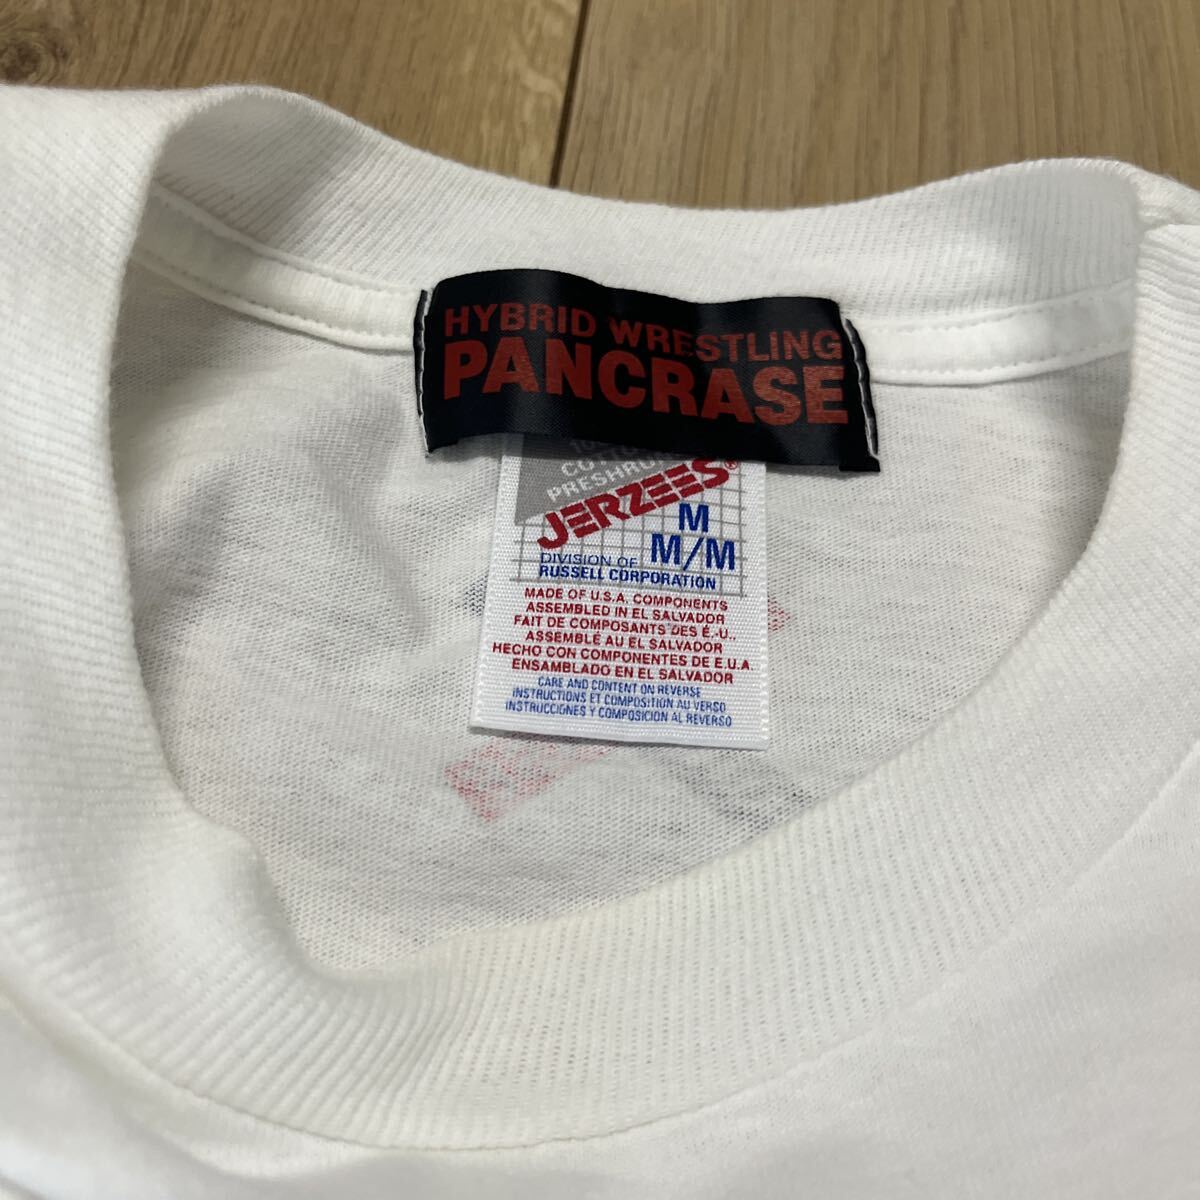 HYBRID WRESTLING
PANCRASE
PRESHRUNK
JERZEES®
M
M/M
DIVISION OF
RUSSELL CORPORATION
MADE OF U.S.A. COMPONENTS
ASSEMBLED IN EL SALVADOR
FAIT DE COMPOSANTS DES É.-U..
ASSEMBLÉ AU EL SALVADOR
HECHO CON COMPONENTES DE E.U.A.
ENSAMBLADO EN EL SALVADOR
CARE AND CONTENT ON REVERSE
INSTRUCTIONS ET COMPOSITION AU VERSO
INSTRUCCIONES Y COMPOSICION AL REVERSO